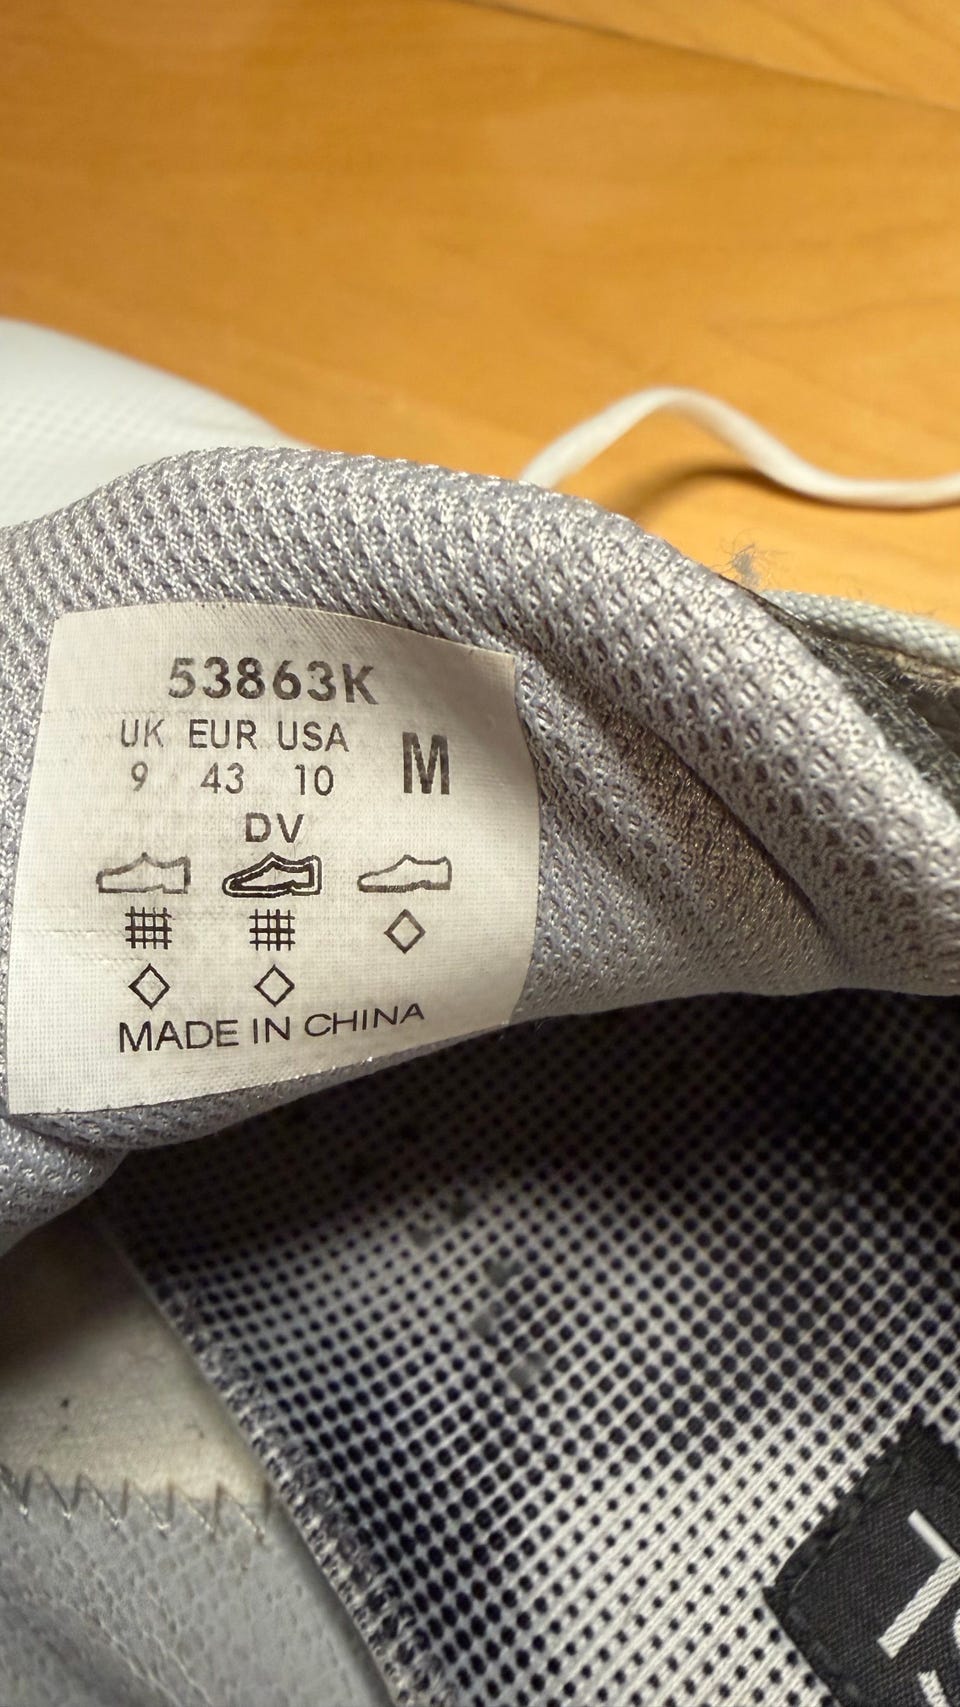 53863K
UK EUR USA M
9 43 10
DV
MADE IN CHINA